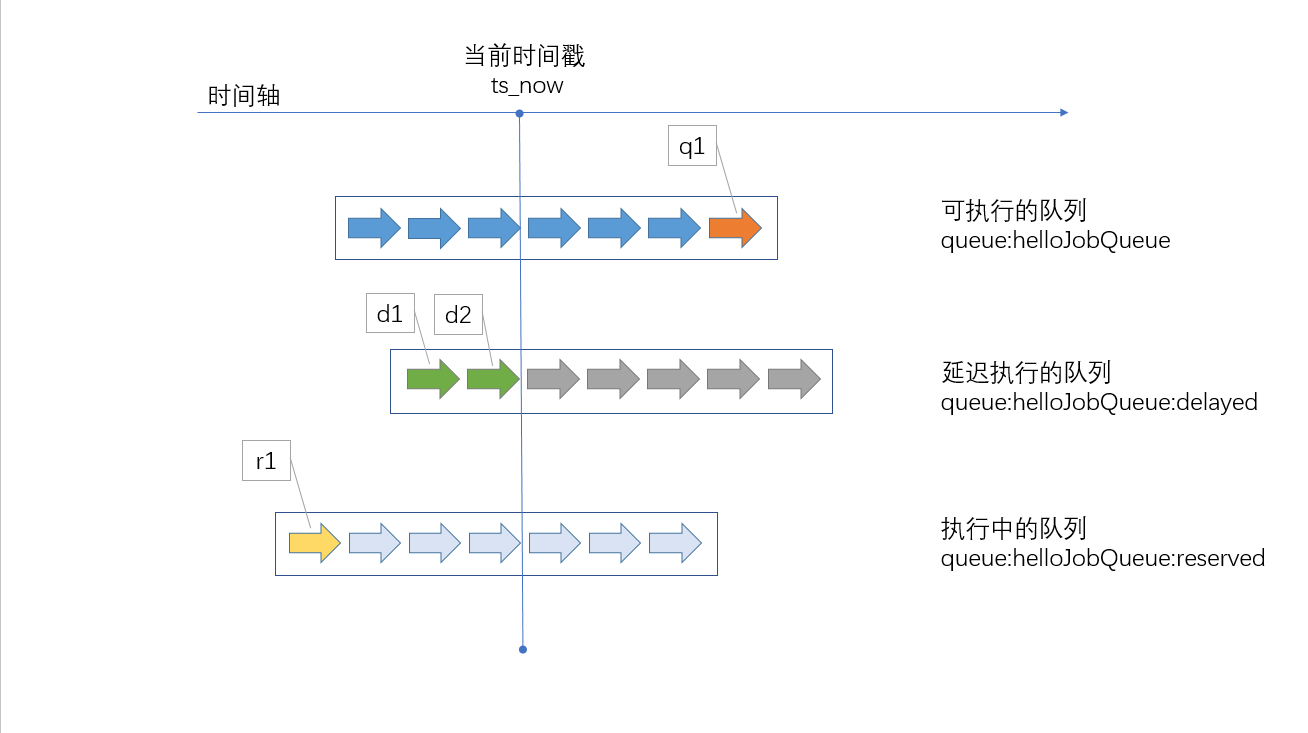 当前时间戳
ts_now
时间轴
q1
可执行的队列
queue:helloJobQueue
d1
d2
延迟执行的队列
queue:helloJobQueue:delayed
r1
执行中的队列
queue:helloJobQueue:reserved